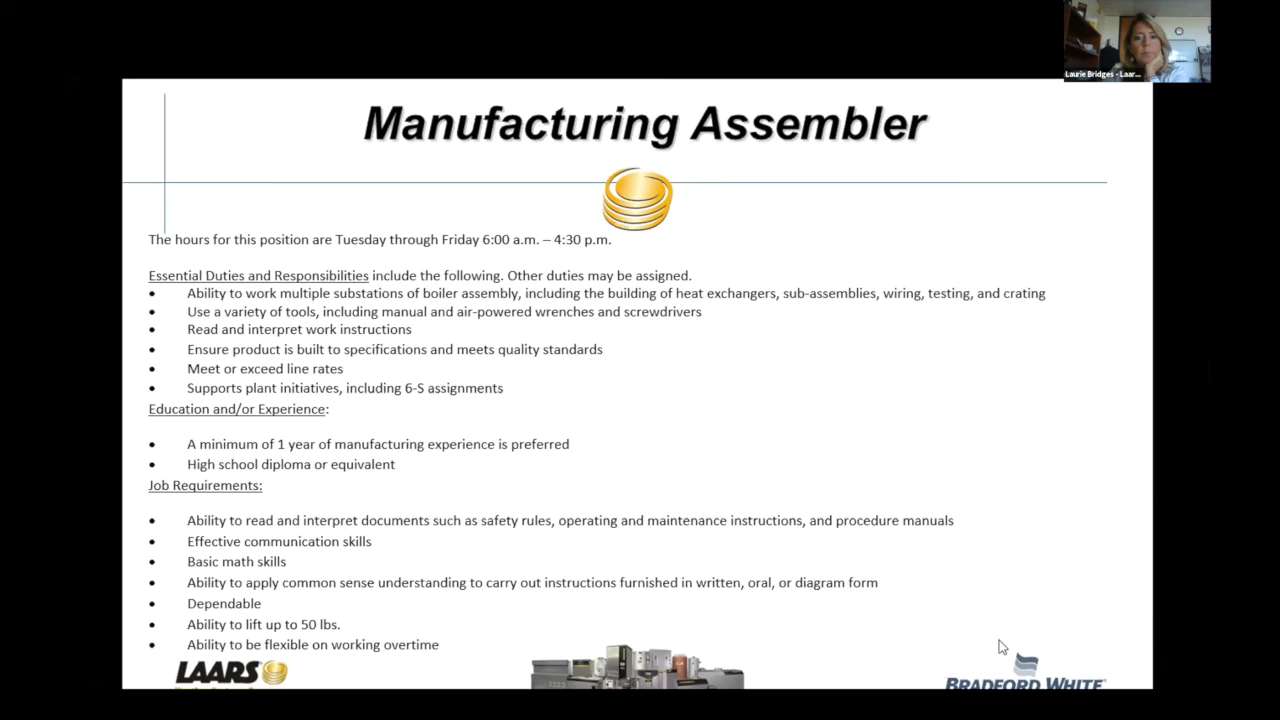 Laurie Bridges - Laar...
Manufacturing Assembler
The hours for this position are Tuesday through Friday 6:00 a.m. – 4:30 p.m.
Essential Duties and Responsibilities include the following. Other duties may be assigned.
• Ability to work multiple substations of boiler assembly, including the building of heat exchangers, sub-assemblies, wiring, testing, and crating
• Use a variety of tools, including manual and air-powered wrenches and screwdrivers
• Read and interpret work instructions
• Ensure product is built to specifications and meets quality standards
• Meet or exceed line rates
• Supports plant initiatives, including 6-S assignments
Education and/or Experience:
• A minimum of 1 year of manufacturing experience is preferred
• High school diploma or equivalent
Job Requirements:
• Ability to read and interpret documents such as safety rules, operating and maintenance instructions, and procedure manuals
• Effective communication skills
• Basic math skills
• Ability to apply common sense understanding to carry out instructions furnished in written, oral, or diagram form
• Dependable
• Ability to lift up to 50 lbs.
• Ability to be flexible on working overtime
LAARS
BRADFORD WHITE